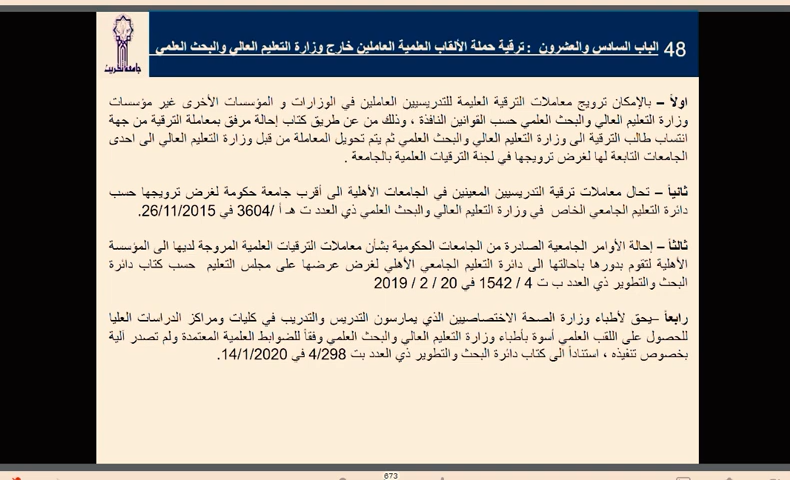 48 الباب السادس والعشرون : ترقية حملة الألقاب العلمية العاملين خارج وزارة التعليم العالي والبحث العلمي
جامعة تكريت
اولاً – بالإمكان ترويج معاملات الترقية العليمة للتدريسيين العاملين في الوزارات و المؤسسات الأخرى غير مؤسسات
وزارة التعليم العالي والبحث العلمي حسب القوانين النافذة ، وذلك من عن طريق كتاب إحالة مرفق بمعاملة الترقية من جهة
انتساب طالب الترقية الى وزارة التعليم العالي والبحث العلمي ثم يتم تحويل المعاملة من قبل وزارة التعليم العالي الى احدى
الجامعات التابعة لها لغرض ترويجها في لجنة الترقيات العلمية بالجامعة .
ثانياً – تحال معاملات ترقية التدريسيين المعينين في الجامعات الأهلية الى أقرب جامعة حكومة لغرض ترويجها حسب
دائرة التعليم الجامعي الخاص في وزارة التعليم العالي والبحث العلمي ذي العدد ت هـ أ /3604 في 26/11/2015.
ثالثاً – إحالة الأوامر الجامعية الصادرة من الجامعات الحكومية بشأن معاملات الترقيات العلمية المروجة لديها الى المؤسسة
الأهلية لتقوم بدورها باحالتها الى دائرة التعليم الجامعي الأهلي لغرض عرضها على مجلس التعليم حسب كتاب دائرة
البحث والتطوير ذي العدد ب ت 4 / 1542 في 20 / 2 / 2019
رابعاً –يحق لأطباء وزارة الصحة الاختصاصيين الذي يمارسون التدريس والتدريب في كليات ومراكز الدراسات العليا
للحصول على اللقب العلمي أسوة بأطباء وزارة التعليم العالي والبحث العلمي وفقاً للضوابط العلمية المعتمدة ولم تصدر آلية
بخصوص تنفيذه ، استناداً الى كتاب دائرة البحث والتطوير ذي العدد بت 4/298 في 14/1/2020.
673